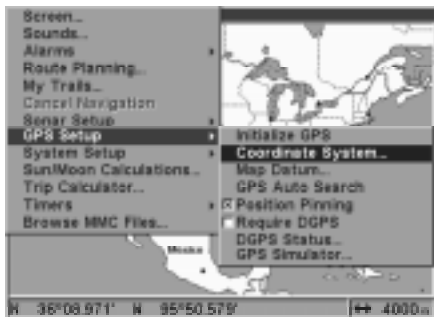 Screen...
Sounds...
Alarms
Route Planning...
My Trails...
Cancel Navigation
Sonar Setup
GPS Setup
System Setup
Sun/Moon Calculations...
Trip Calculator...
Timers
Browse MMC Files...
Initialize GPS
Coordinate System...
Map Datum...
GPS Auto Search
Position Pinning
Require DGPS
DGPS Status...
GPS Simulator...
Mexico
N 36°08.971' W 95°50.579' ↔ 4000m